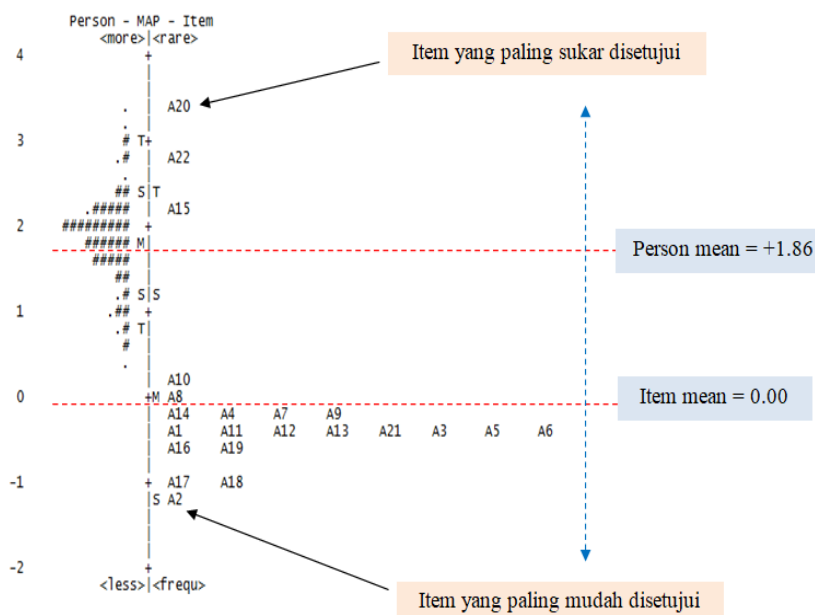 Person - MAP - Item
<more>|<rare>
4 +
|
|
|
Item yang paling sukar disetujui
. | A20
. |
3 # T+
.# | A22
. |
## S|T
.##### | A15
2 ######### +
###### M|
Person mean = +1.86
##### |
## |
.# S|S
1 .## +
.# T|
# |
. |
| A10
0 +M A8
Item mean = 0.00
| A14 A4 A7 A9
| A1 A11 A12 A13 A21 A3 A5 A6
| A16 A19
|
-1 + A17 A18
|S A2
|
|
|
-2 +
<less>|<frequ>
Item yang paling mudah disetujui